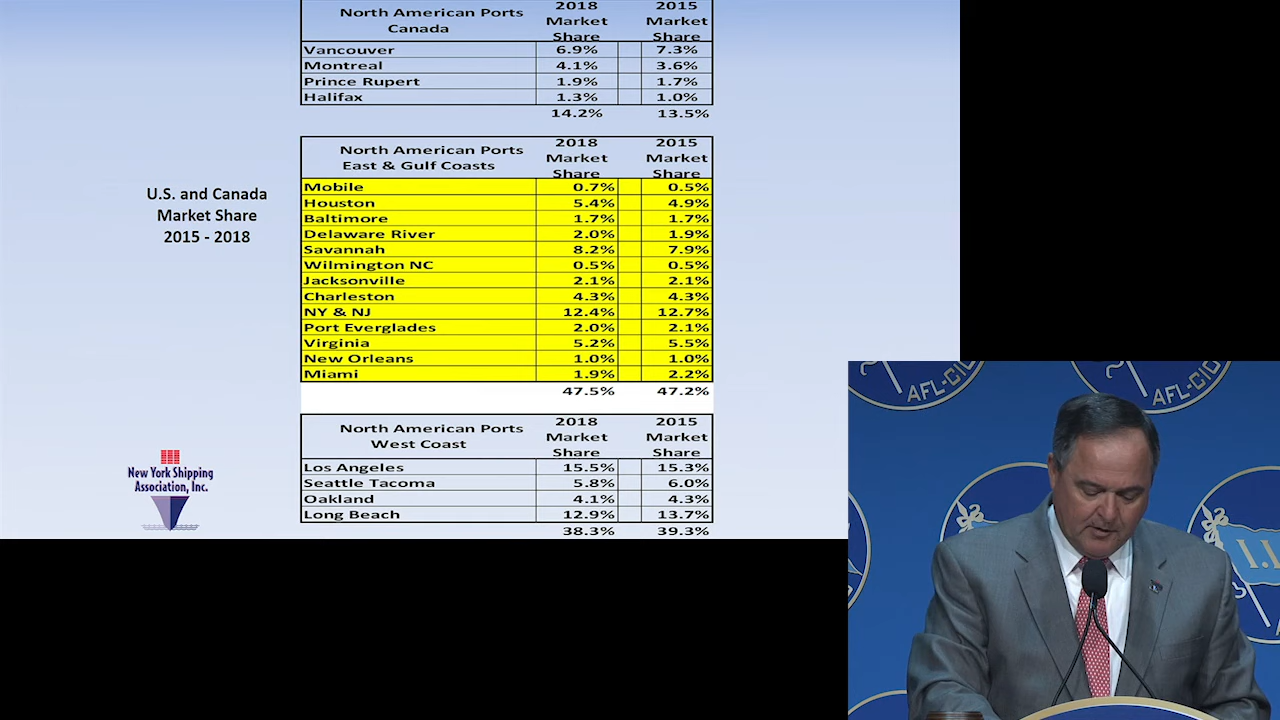 North American Ports
Canada
2018
Market
Share
2015
Market
Share
Vancouver 6.9% 7.3%
Montreal 4.1% 3.6%
Prince Rupert 1.9% 1.7%
Halifax 1.3% 1.0%
14.2% 13.5%
North American Ports
East & Gulf Coasts
2018
Market
Share
2015
Market
Share
Mobile 0.7% 0.5%
Houston 5.4% 4.9%
Baltimore 1.7% 1.7%
Delaware River 2.0% 1.9%
Savannah 8.2% 7.9%
Wilmington NC 0.5% 0.5%
Jacksonville 2.1% 2.1%
Charleston 4.3% 4.3%
NY & NJ 12.4% 12.7%
Port Everglades 2.0% 2.1%
Virginia 5.2% 5.5%
New Orleans 1.0% 1.0%
Miami 1.9% 2.2%
47.5% 47.2%
North American Ports
West Coast
2018
Market
Share
2015
Market
Share
Los Angeles 15.5% 15.3%
Seattle Tacoma 5.8% 6.0%
Oakland 4.1% 4.3%
Long Beach 12.9% 13.7%
38.3% 39.3%
U.S. and Canada
Market Share
2015 - 2018
New York Shipping
Association, Inc.
AFL-CIO
AFL-CIO